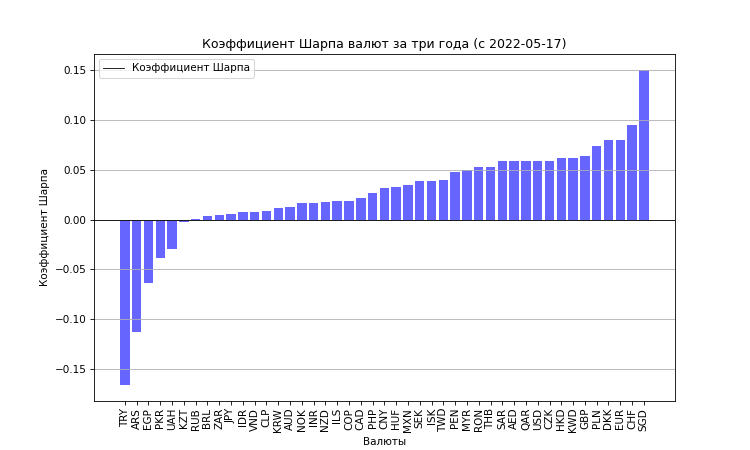 Коэффициент Шарпа валют за три года (с 2022-05-17)
Коэффициент Шарпа
0.15
0.10
0.05
0.00
−0.05
−0.10
−0.15
Коэффициент Шарпа
TRY
ARS
EGP
PKR
UAH
KZT
RUB
BRL
ZAR
JPY
IDR
VND
CLP
KRW
AUD
NOK
INR
NZD
ILS
COP
CAD
PHP
CNY
HUF
MXN
SEK
ISK
TWD
PEN
MYR
RON
THB
SAR
AED
QAR
USD
CZK
HKD
KWD
GBP
PLN
DKK
EUR
CHF
SGD
Валюты